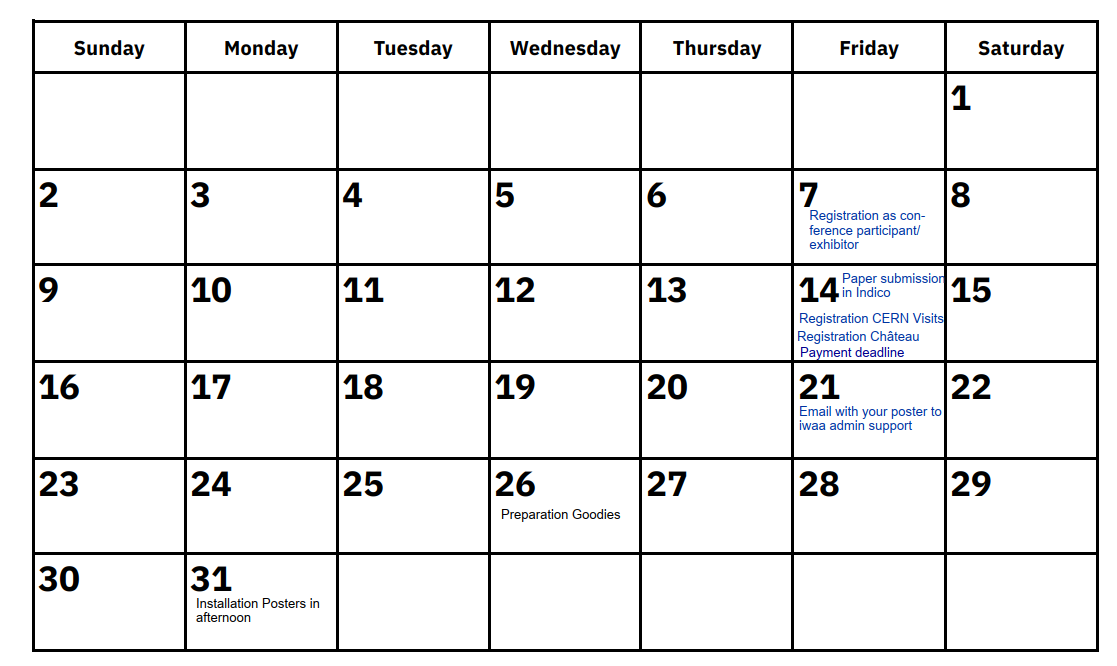 Sunday Monday Tuesday Wednesday Thursday Friday Saturday
1
2 3 4 5 6 7 8
Registration as con-
ference participant/
exhibitor
9 10 11 12 13 14 15
Paper submission
in Indico
Registration CERN Visits
Registration Château
Payment deadline
16 17 18 19 20 21 22
Email with your poster to
iwaa admin support
23 24 25 26 27 28 29
Preparation Goodies
30 31
Installation Posters in
afternoon